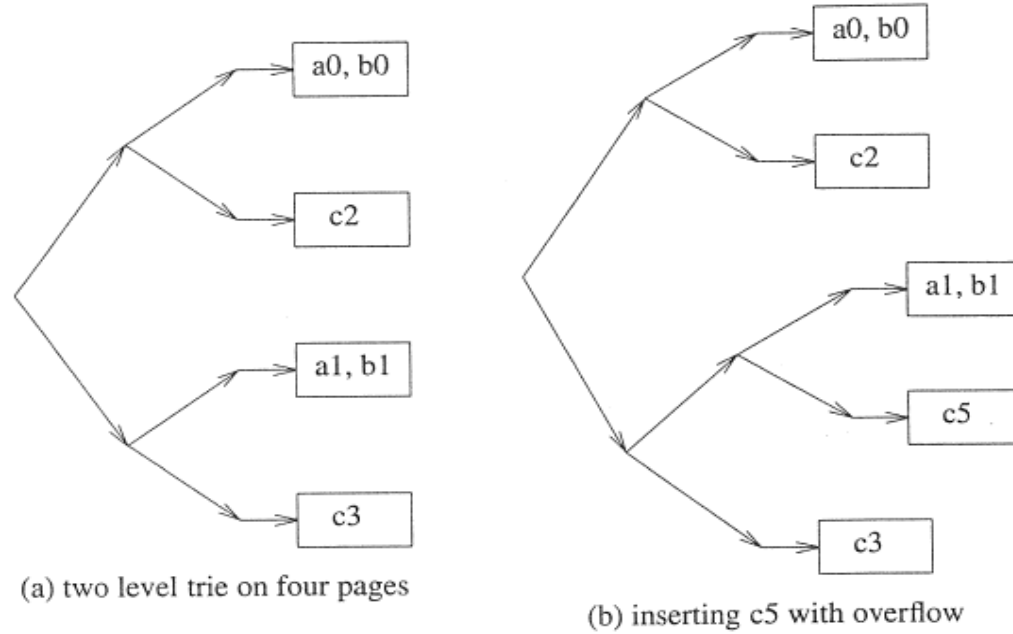 a0, b0
c2
a1, b1
c3
(a) two level trie on four pages
a0, b0
c2
a1, b1
c5
c3
(b) inserting c5 with overflow